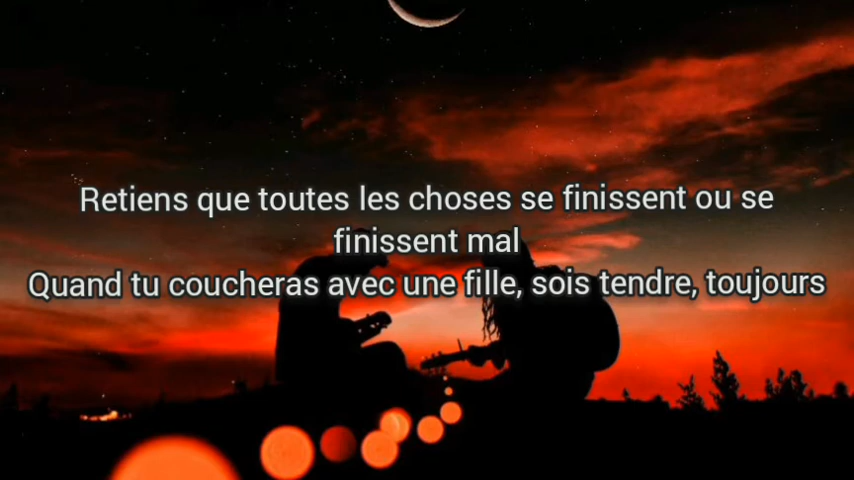 Retiens que toutes les choses se finissent ou se
finissent mal
Quand tu coucheras avec une fille, sois tendre, toujours